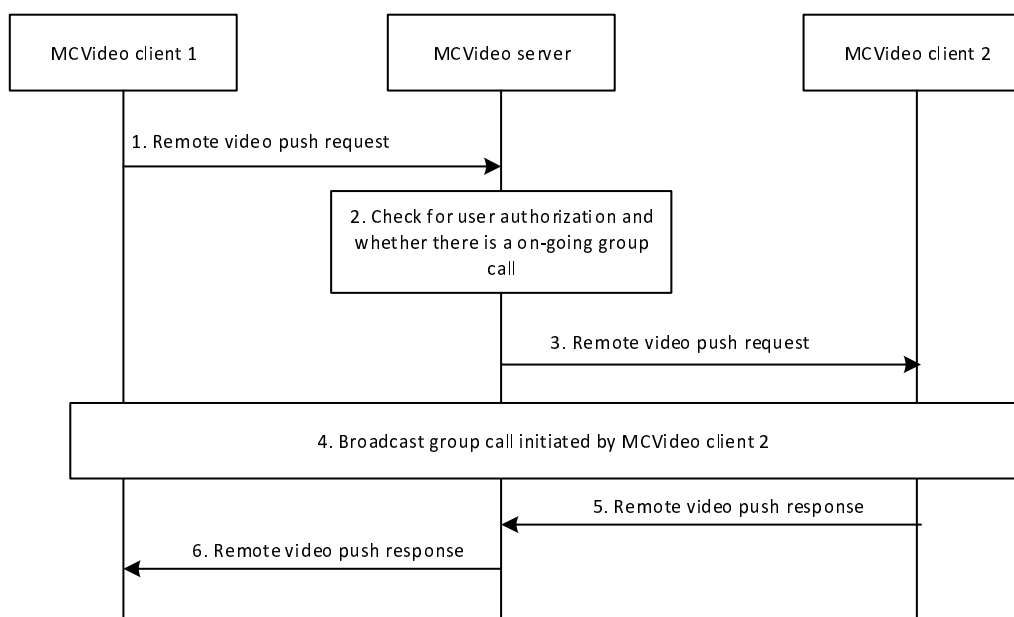 MCVideo client 1
MCVideo server
MCVideo client 2
1. Remote video push request
2. Check for user authorization and
whether there is a on-going group
call
3. Remote video push request
4. Broadcast group call initiated by MCVideo client 2
5. Remote video push response
6. Remote video push response